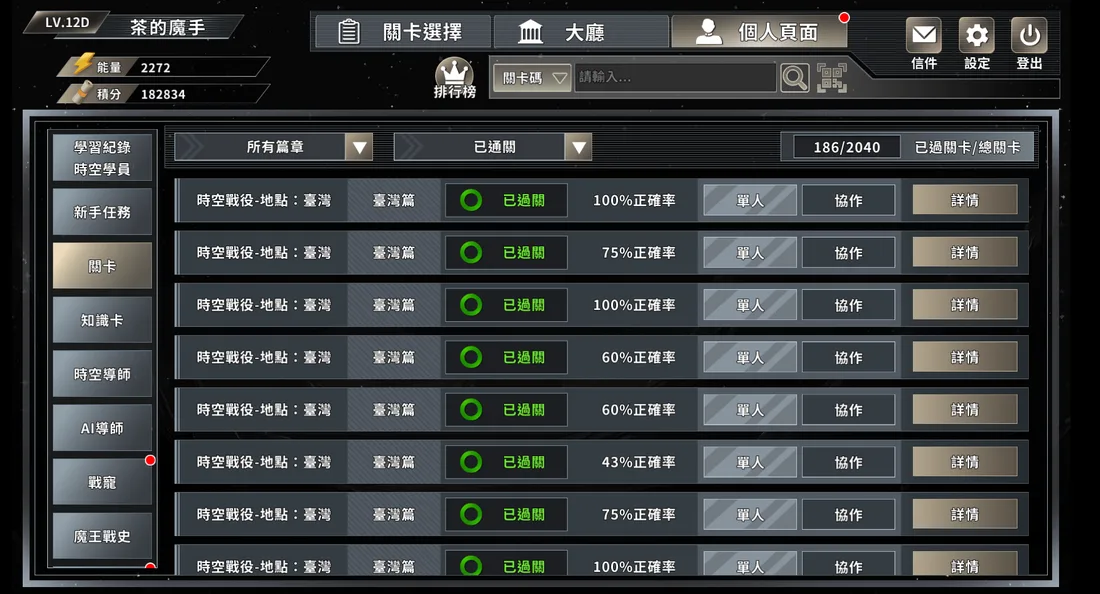 LV.12D 茶的魔手
能量 2272
積分 182834
關卡選擇 大廳 個人頁面
信件 設定 登出
排行榜 關卡碼 請輸入...
學習紀錄
時空學員
新手任務
關卡
知識卡
時空導師
AI導師
戰寵
魔王戰史
所有篇章 已通關 186/2040 已過關卡/總關卡
時空戰役-地點：臺灣 臺灣篇 已過關 100%正確率 單人 協作 詳情
時空戰役-地點：臺灣 臺灣篇 已過關 75%正確率 單人 協作 詳情
時空戰役-地點：臺灣 臺灣篇 已過關 100%正確率 單人 協作 詳情
時空戰役-地點：臺灣 臺灣篇 已過關 60%正確率 單人 協作 詳情
時空戰役-地點：臺灣 臺灣篇 已過關 60%正確率 單人 協作 詳情
時空戰役-地點：臺灣 臺灣篇 已過關 43%正確率 單人 協作 詳情
時空戰役-地點：臺灣 臺灣篇 已過關 75%正確率 單人 協作 詳情
時空戰役-地點：臺灣 臺灣篇 已過關 100%正確率 單人 協作 詳情